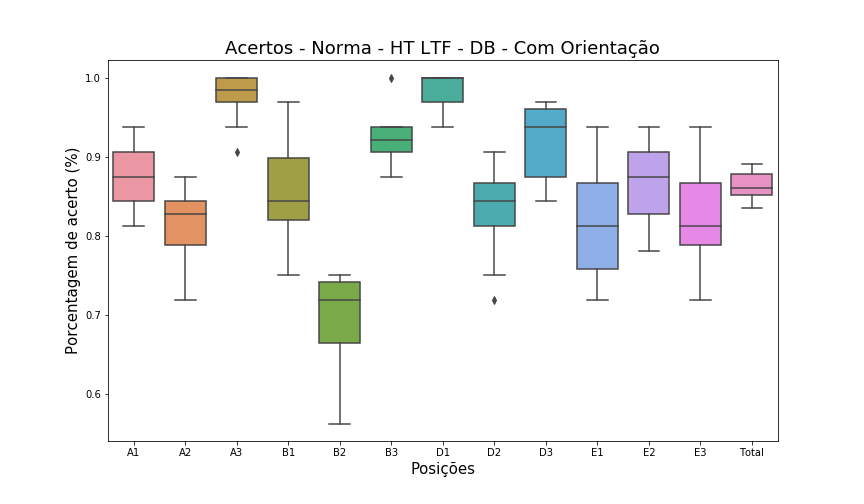 Acertos - Norma - HT LTF - DB - Com Orientação
Porcentagem de acerto (%)
1.0
0.9
0.8
0.7
0.6
A1 A2 A3 B1 B2 B3 D1 D2 D3 E1 E2 E3 Total
Posições